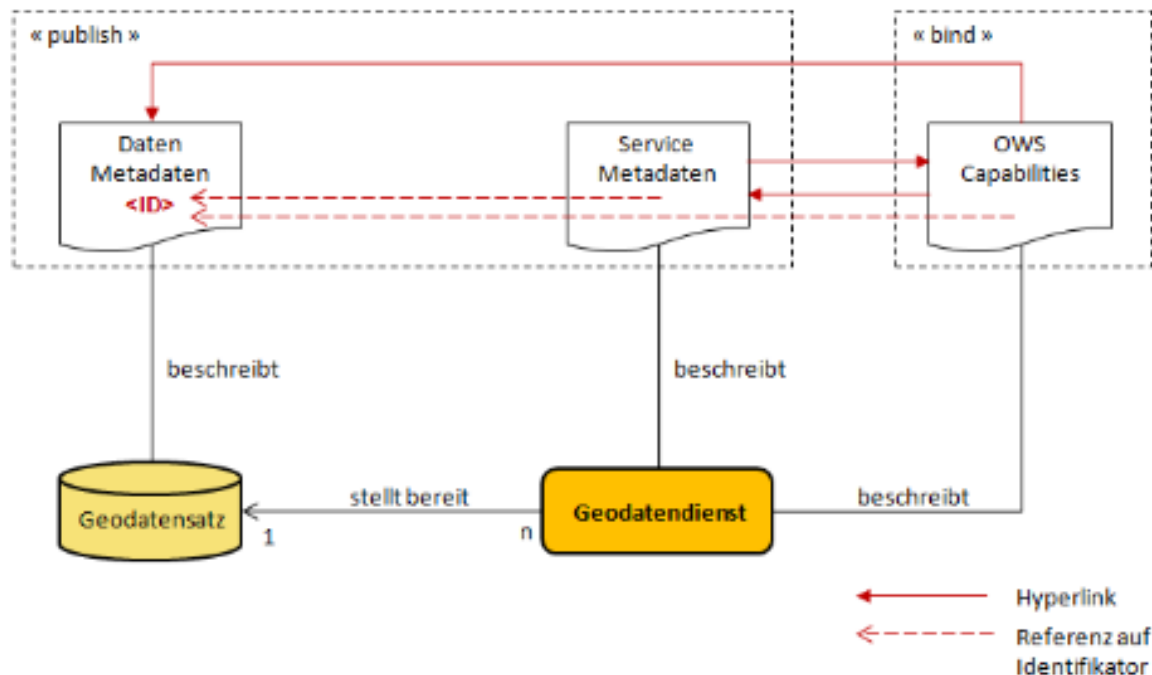 « publish »
« bind »
Daten
Metadaten
<ID>
Service
Metadaten
OWS
Capabilities
beschreibt
beschreibt
stellt bereit
beschreibt
Geodatensatz
1
n
Geodatendienst
Hyperlink
Referenz auf
Identifikator